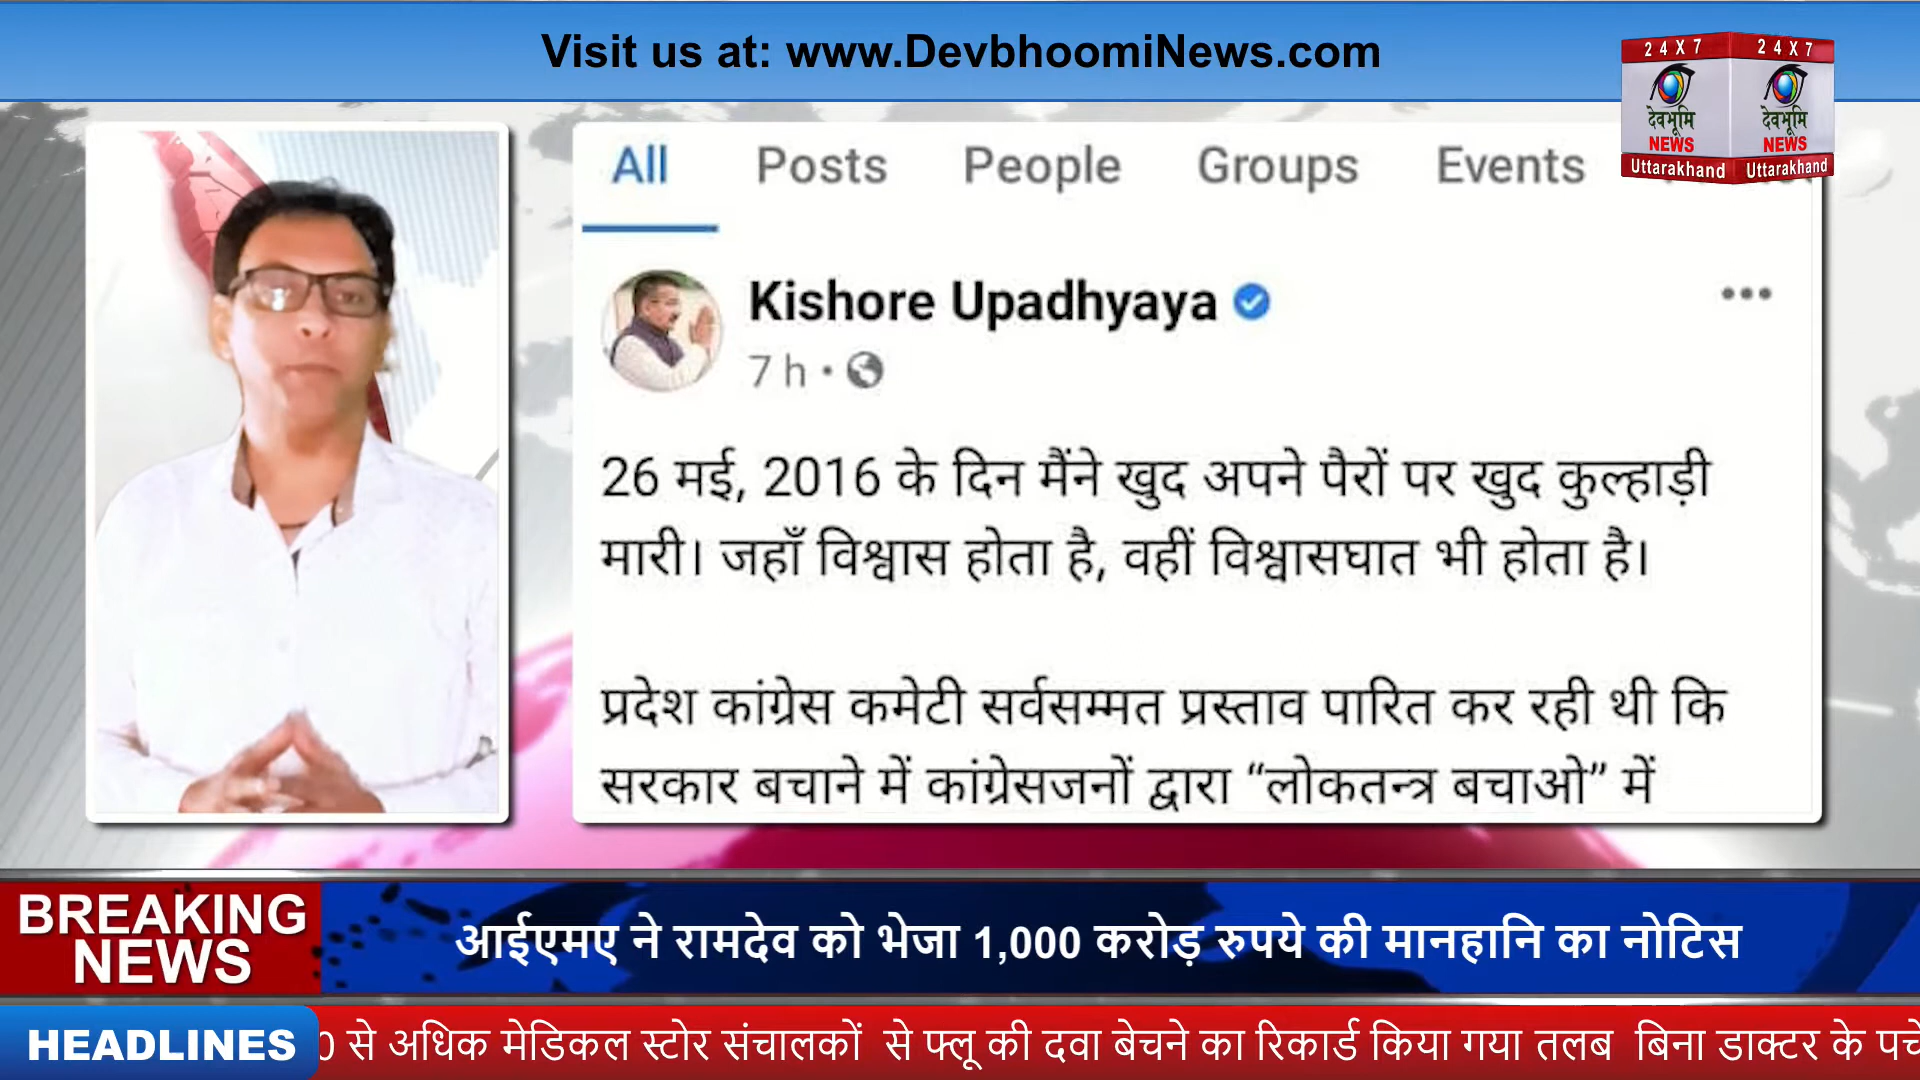 Visit us at: www.DevbhoomiNews.com
24X7 24X7
देवभूमि देवभूमि
NEWS NEWS
Uttarakhand Uttarakhand
All Posts People Groups Events
Kishore Upadhyaya
7 h
26 मई, 2016 के दिन मैंने खुद अपने पैरों पर खुद कुल्हाड़ी
मारी। जहाँ विश्वास होता है, वहीं विश्वासघात भी होता है।
प्रदेश कांग्रेस कमेटी सर्वसम्मत प्रस्ताव पारित कर रही थी कि
सरकार बचाने में कांग्रेसजनों द्वारा “लोकतन्त्र बचाओ” में
BREAKING
NEWS
आईएमए ने रामदेव को भेजा 1,000 करोड़ रुपये की मानहानि का नोटिस
HEADLINES
0 से अधिक मेडिकल स्टोर संचालकों से फ्लू की दवा बेचने का रिकार्ड किया गया तलब बिना डाक्टर के